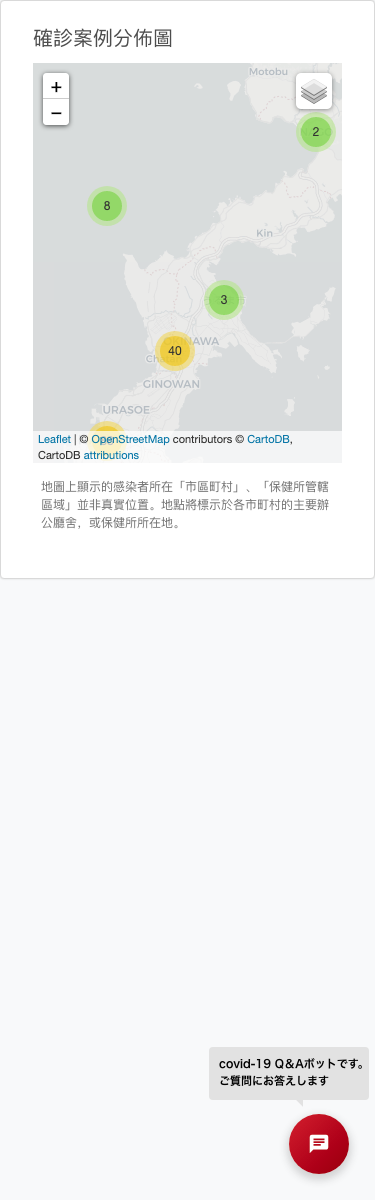 確診案例分佈圖
Motobu
+
−
2
8
Kin
3
40
GINOWAN
URASOE
Leaflet | © OpenStreetMap contributors © CartoDB,
CartoDB attributions
地圖上顯示的感染者所在「市區町村」、「保健所管轄
區域」並非真實位置。地點將標示於各市町村的主要辦
公廳舍，或保健所所在地。
covid-19 Q&Aボットです。
ご質問にお答えします